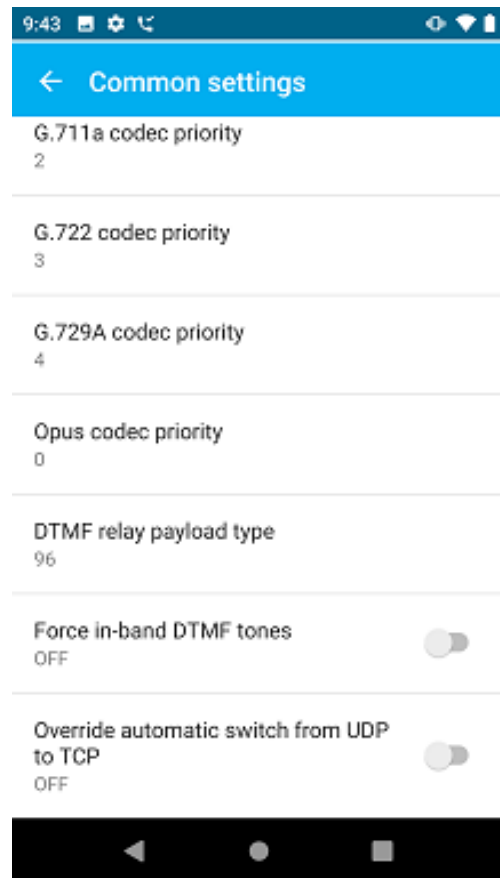 9:43
Common settings
G.711a codec priority
2
G.722 codec priority
3
G.729A codec priority
4
Opus codec priority
0
DTMF relay payload type
96
Force in-band DTMF tones
OFF
Override automatic switch from UDP
to TCP
OFF